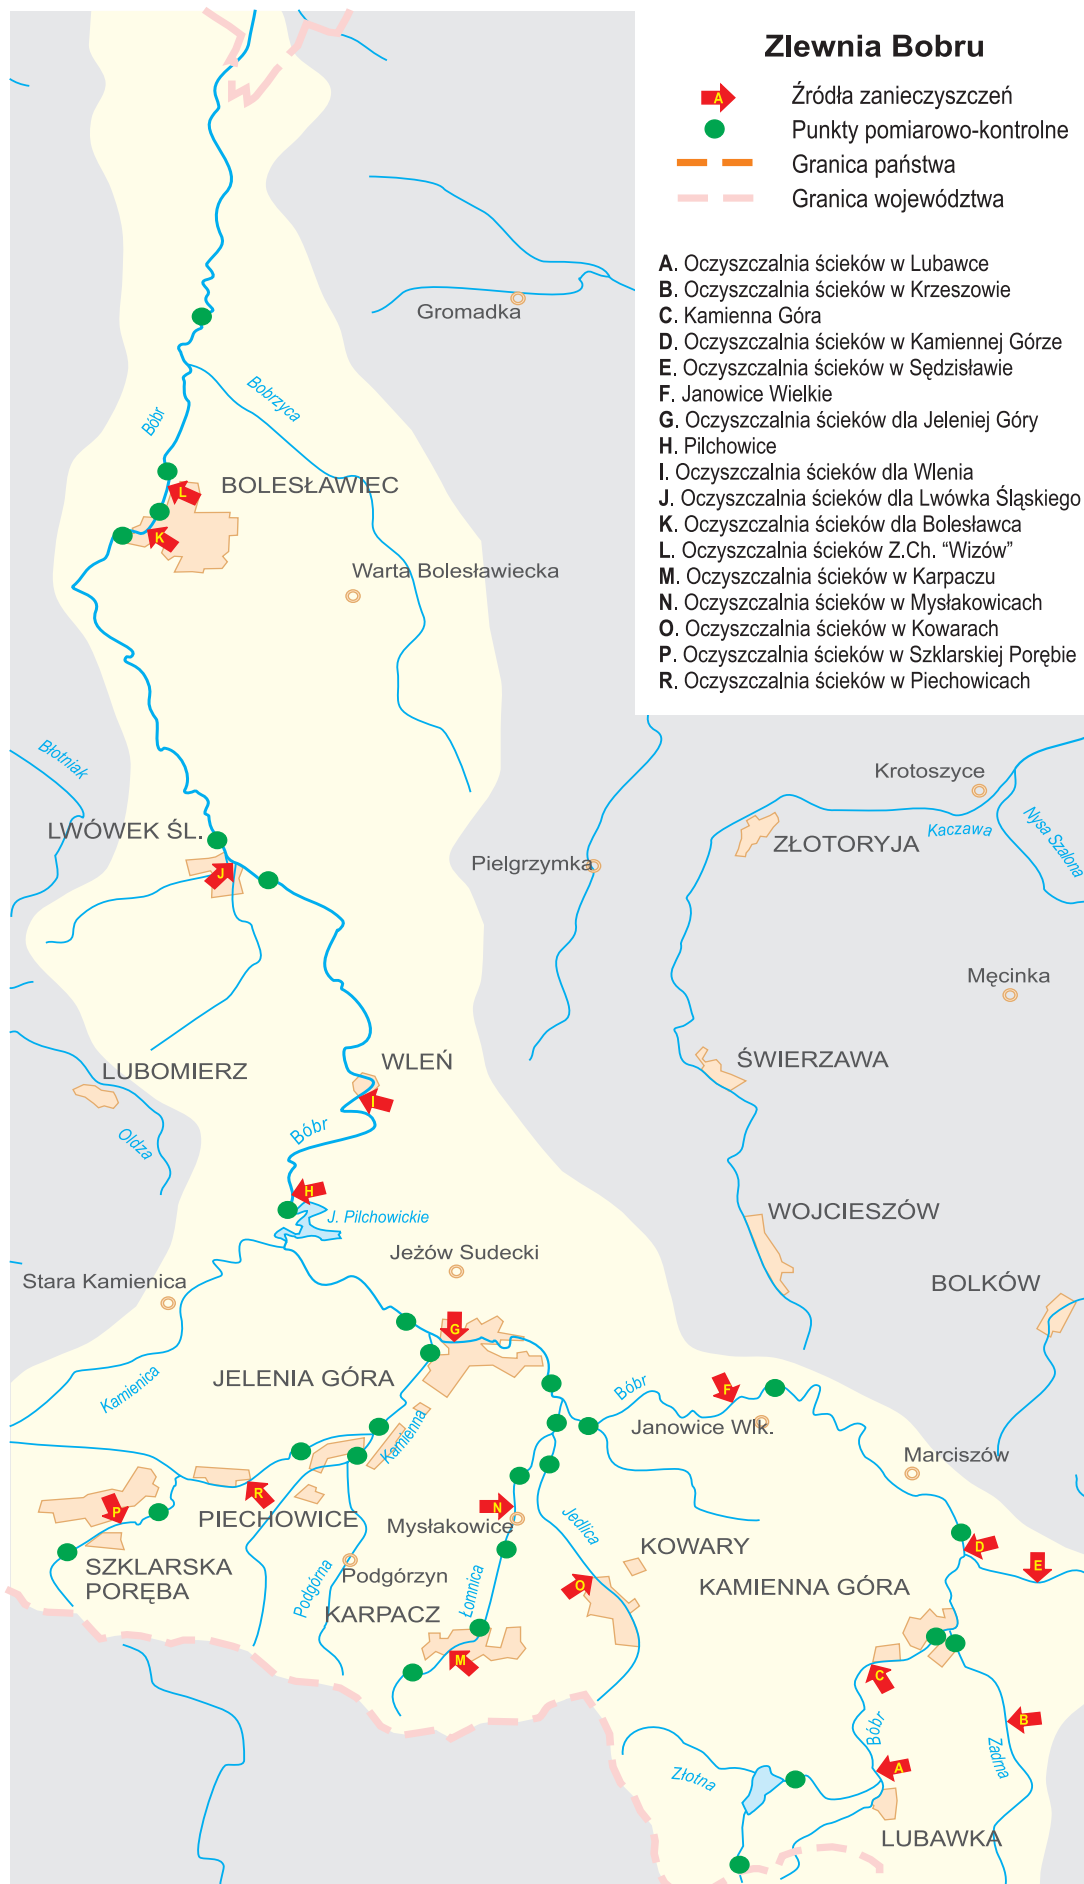 Zlewnia Bobru
A
Źródła zanieczyszczeń
Punkty pomiarowo-kontrolne
Granica państwa
Granica województwa
A. Oczyszczalnia ścieków w Lubawce
B. Oczyszczalnia ścieków w Krzeszowie
C. Kamienna Góra
D. Oczyszczalnia ścieków w Kamiennej Górze
E. Oczyszczalnia ścieków w Sędzisławie
F. Janowice Wielkie
G. Oczyszczalnia ścieków dla Jeleniej Góry
H. Pilchowice
I. Oczyszczalnia ścieków dla Wlenia
J. Oczyszczalnia ścieków dla Lwówka Śląskiego
K. Oczyszczalnia ścieków dla Bolesławca
L. Oczyszczalnia ścieków Z.Ch. “Wizów”
M. Oczyszczalnia ścieków w Karpaczu
N. Oczyszczalnia ścieków w Mysłakowicach
O. Oczyszczalnia ścieków w Kowarach
P. Oczyszczalnia ścieków w Szklarskiej Porębie
R. Oczyszczalnia ścieków w Piechowicach
Gromadka
Bobrzyca
Bóbr
BOLESŁAWIEC
L
K
Warta Bolesławiecka
Błotniak
Krotoszyce
LWÓWEK ŚL.
Kaczawa
Nysa Szalona
ZŁOTORYJA
Pielgrzymka
J
Męcinka
WLEŃ
ŚWIERZAWA
LUBOMIERZ
I
Bóbr
Oldza
H
J. Pilchowickie
WOJCIESZÓW
Jeżów Sudecki
Stara Kamienica
BOLKÓW
G
JELENIA GÓRA
Kamienica
Bóbr
F
Janowice Wlk.
Kamienna
Marciszów
R
P
PIECHOWICE
N
Mysłakowice
Jedlica
KOWARY
D
E
SZKLARSKA
PORĘBA
Podgórna
Podgórzyn
Łomnica
O
KAMIENNA GÓRA
KARPACZ
M
C
B
Bóbr
Zadrna
Złotna
A
LUBAWKA